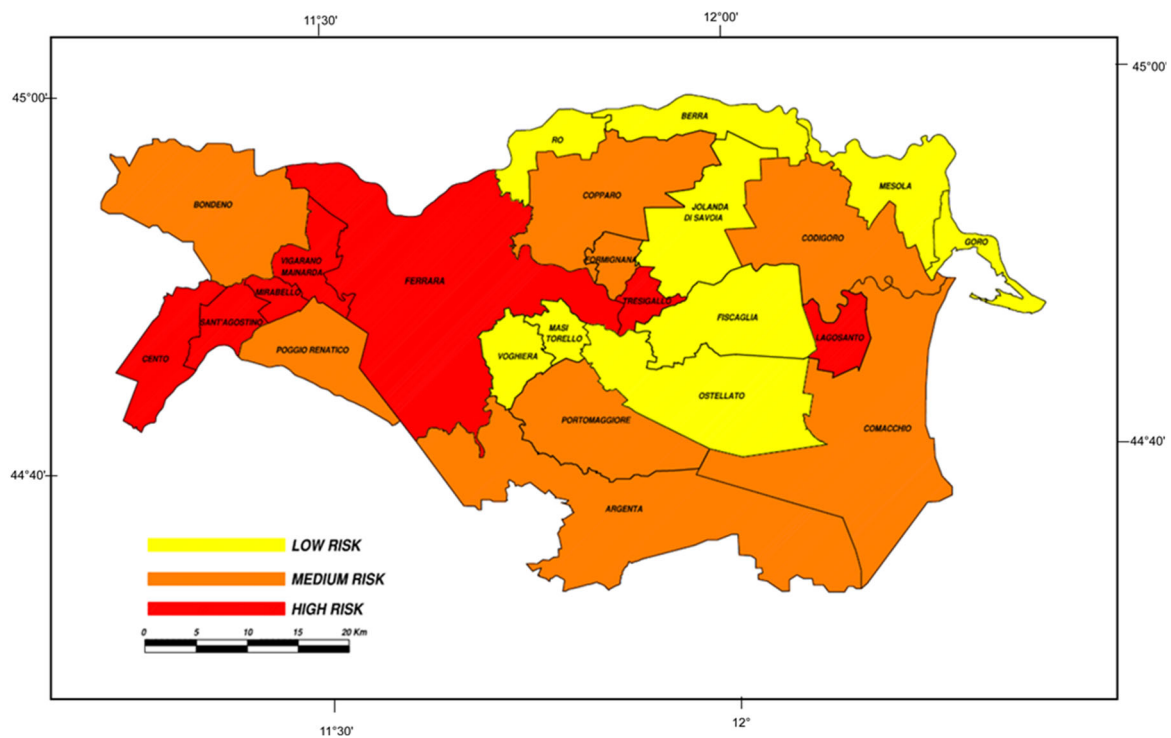 11°30'
12°00'
45°00'
45°00'
BERRA
RO
MESOLA
COPPARO
BONDENO
JOLANDA
DI SAVOIA
CODIGORO
GORO
VIGARANO
MAINARDA
FORMIGNANA
FERRARA
MIRABELLO
TRESIGALLO
SANT'AGOSTINO
FISCAGLIA
MASI
TORELLO
LAGOSANTO
POGGIO RENATICO
VOGHIERA
CENTO
OSTELLATO
PORTOMAGGIORE
COMACCHIO
44°40'
44°40'
ARGENTA
LOW RISK
MEDIUM RISK
HIGH RISK
0 5 10 15 20 Km
11°30'
12°